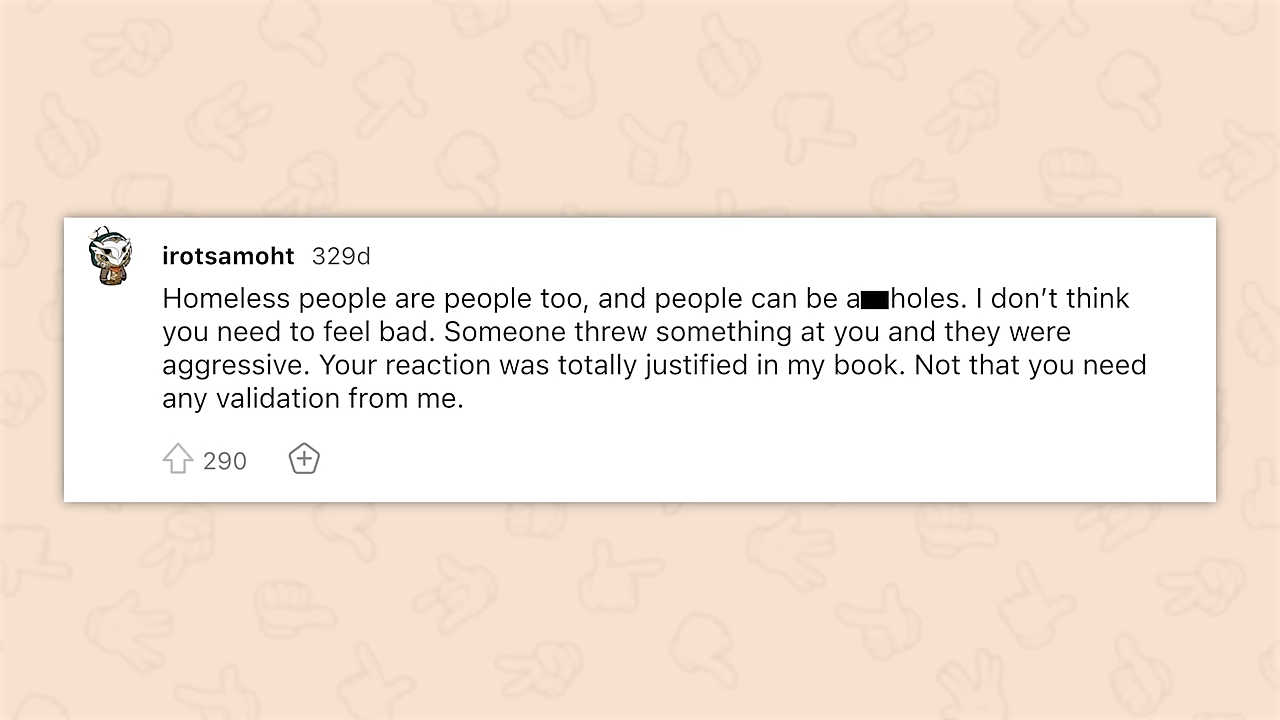 irotsamoht 329d
Homeless people are people too, and people can be a██holes. I don’t think
you need to feel bad. Someone threw something at you and they were
aggressive. Your reaction was totally justified in my book. Not that you need
any validation from me.
290